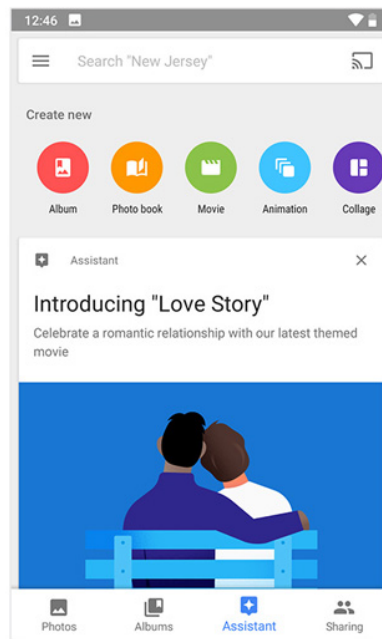 12:46
Search "New Jersey"
Create new
Album Photo book Movie Animation Collage
Assistant
Introducing "Love Story"
Celebrate a romantic relationship with our latest themed
movie
Photos Albums Assistant Sharing